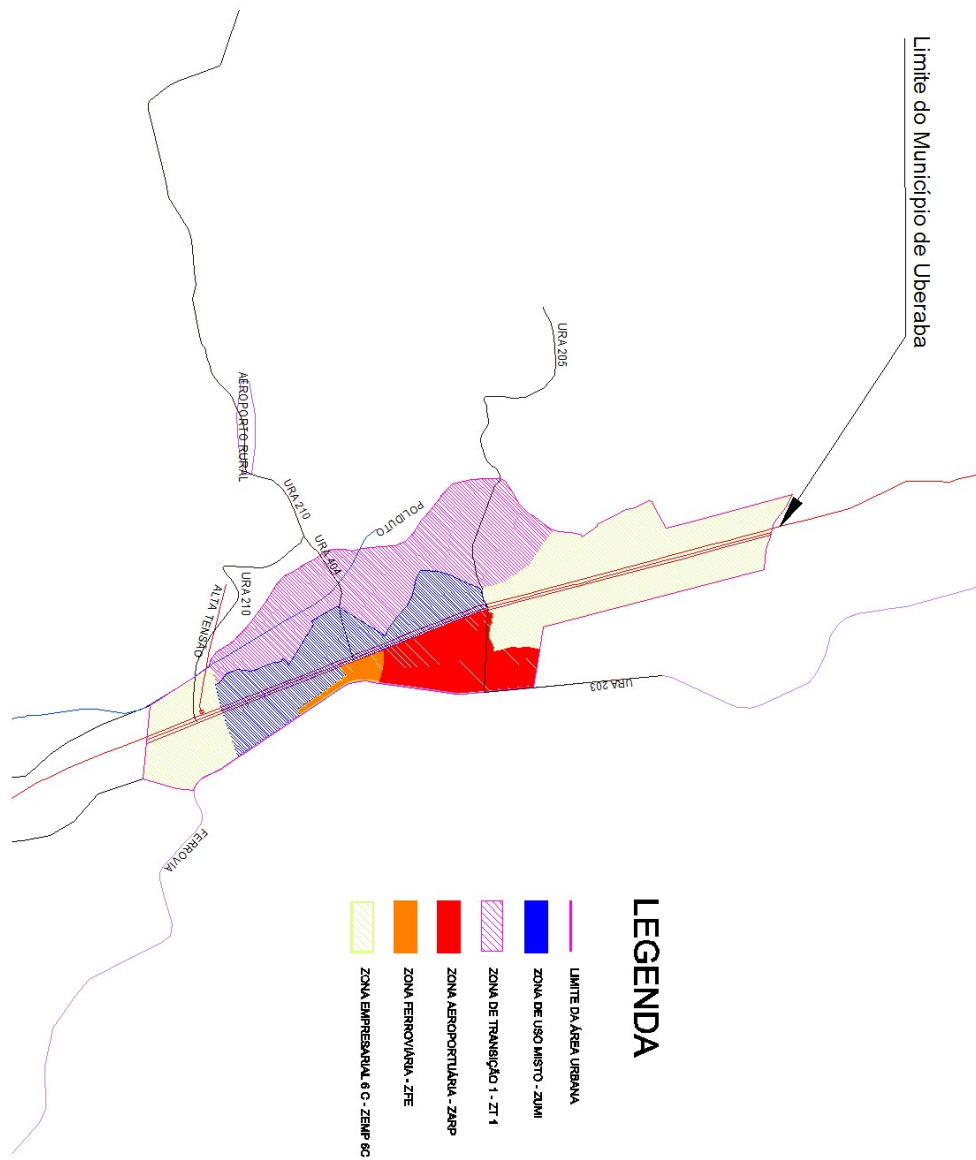 Limite do Município de Uberaba
URA 205
AEROPORTO RURAL
URA 210
POLIDUTO
URA 404
URA 210
ALTA TENSÃO
URA 203
FERROVIA
LEGENDA
LIMITE DA ÁREA URBANA
ZONA DE USO MISTO - ZUMI
ZONA DE TRANSIÇÃO 1 - ZT 1
ZONA AEROPORTUÁRIA - ZARP
ZONA FERROVIÁRIA - ZFE
ZONA EMPRESARIAL 6 C - ZEMP 6C